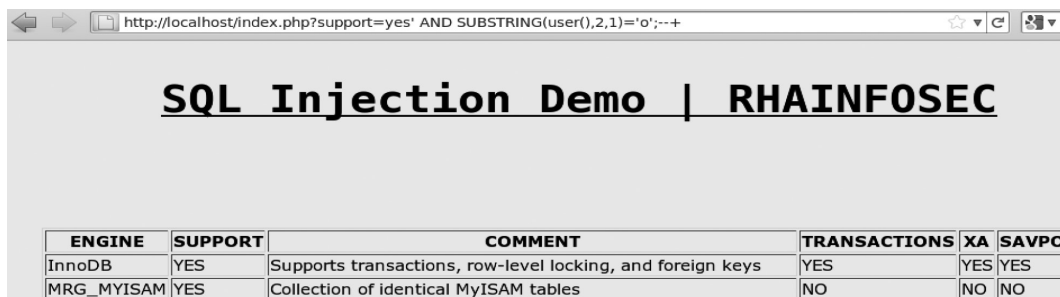 http://localhost/index.php?support=yes' AND SUBSTRING(user(),2,1)='o';--+
SQL Injection Demo | RHAINFOSEC
ENGINE SUPPORT COMMENT TRANSACTIONS XA SAVPO
InnoDB YES Supports transactions, row-level locking, and foreign keys YES YES YES
MRG_MYISAM YES Collection of identical MyISAM tables NO NO NO